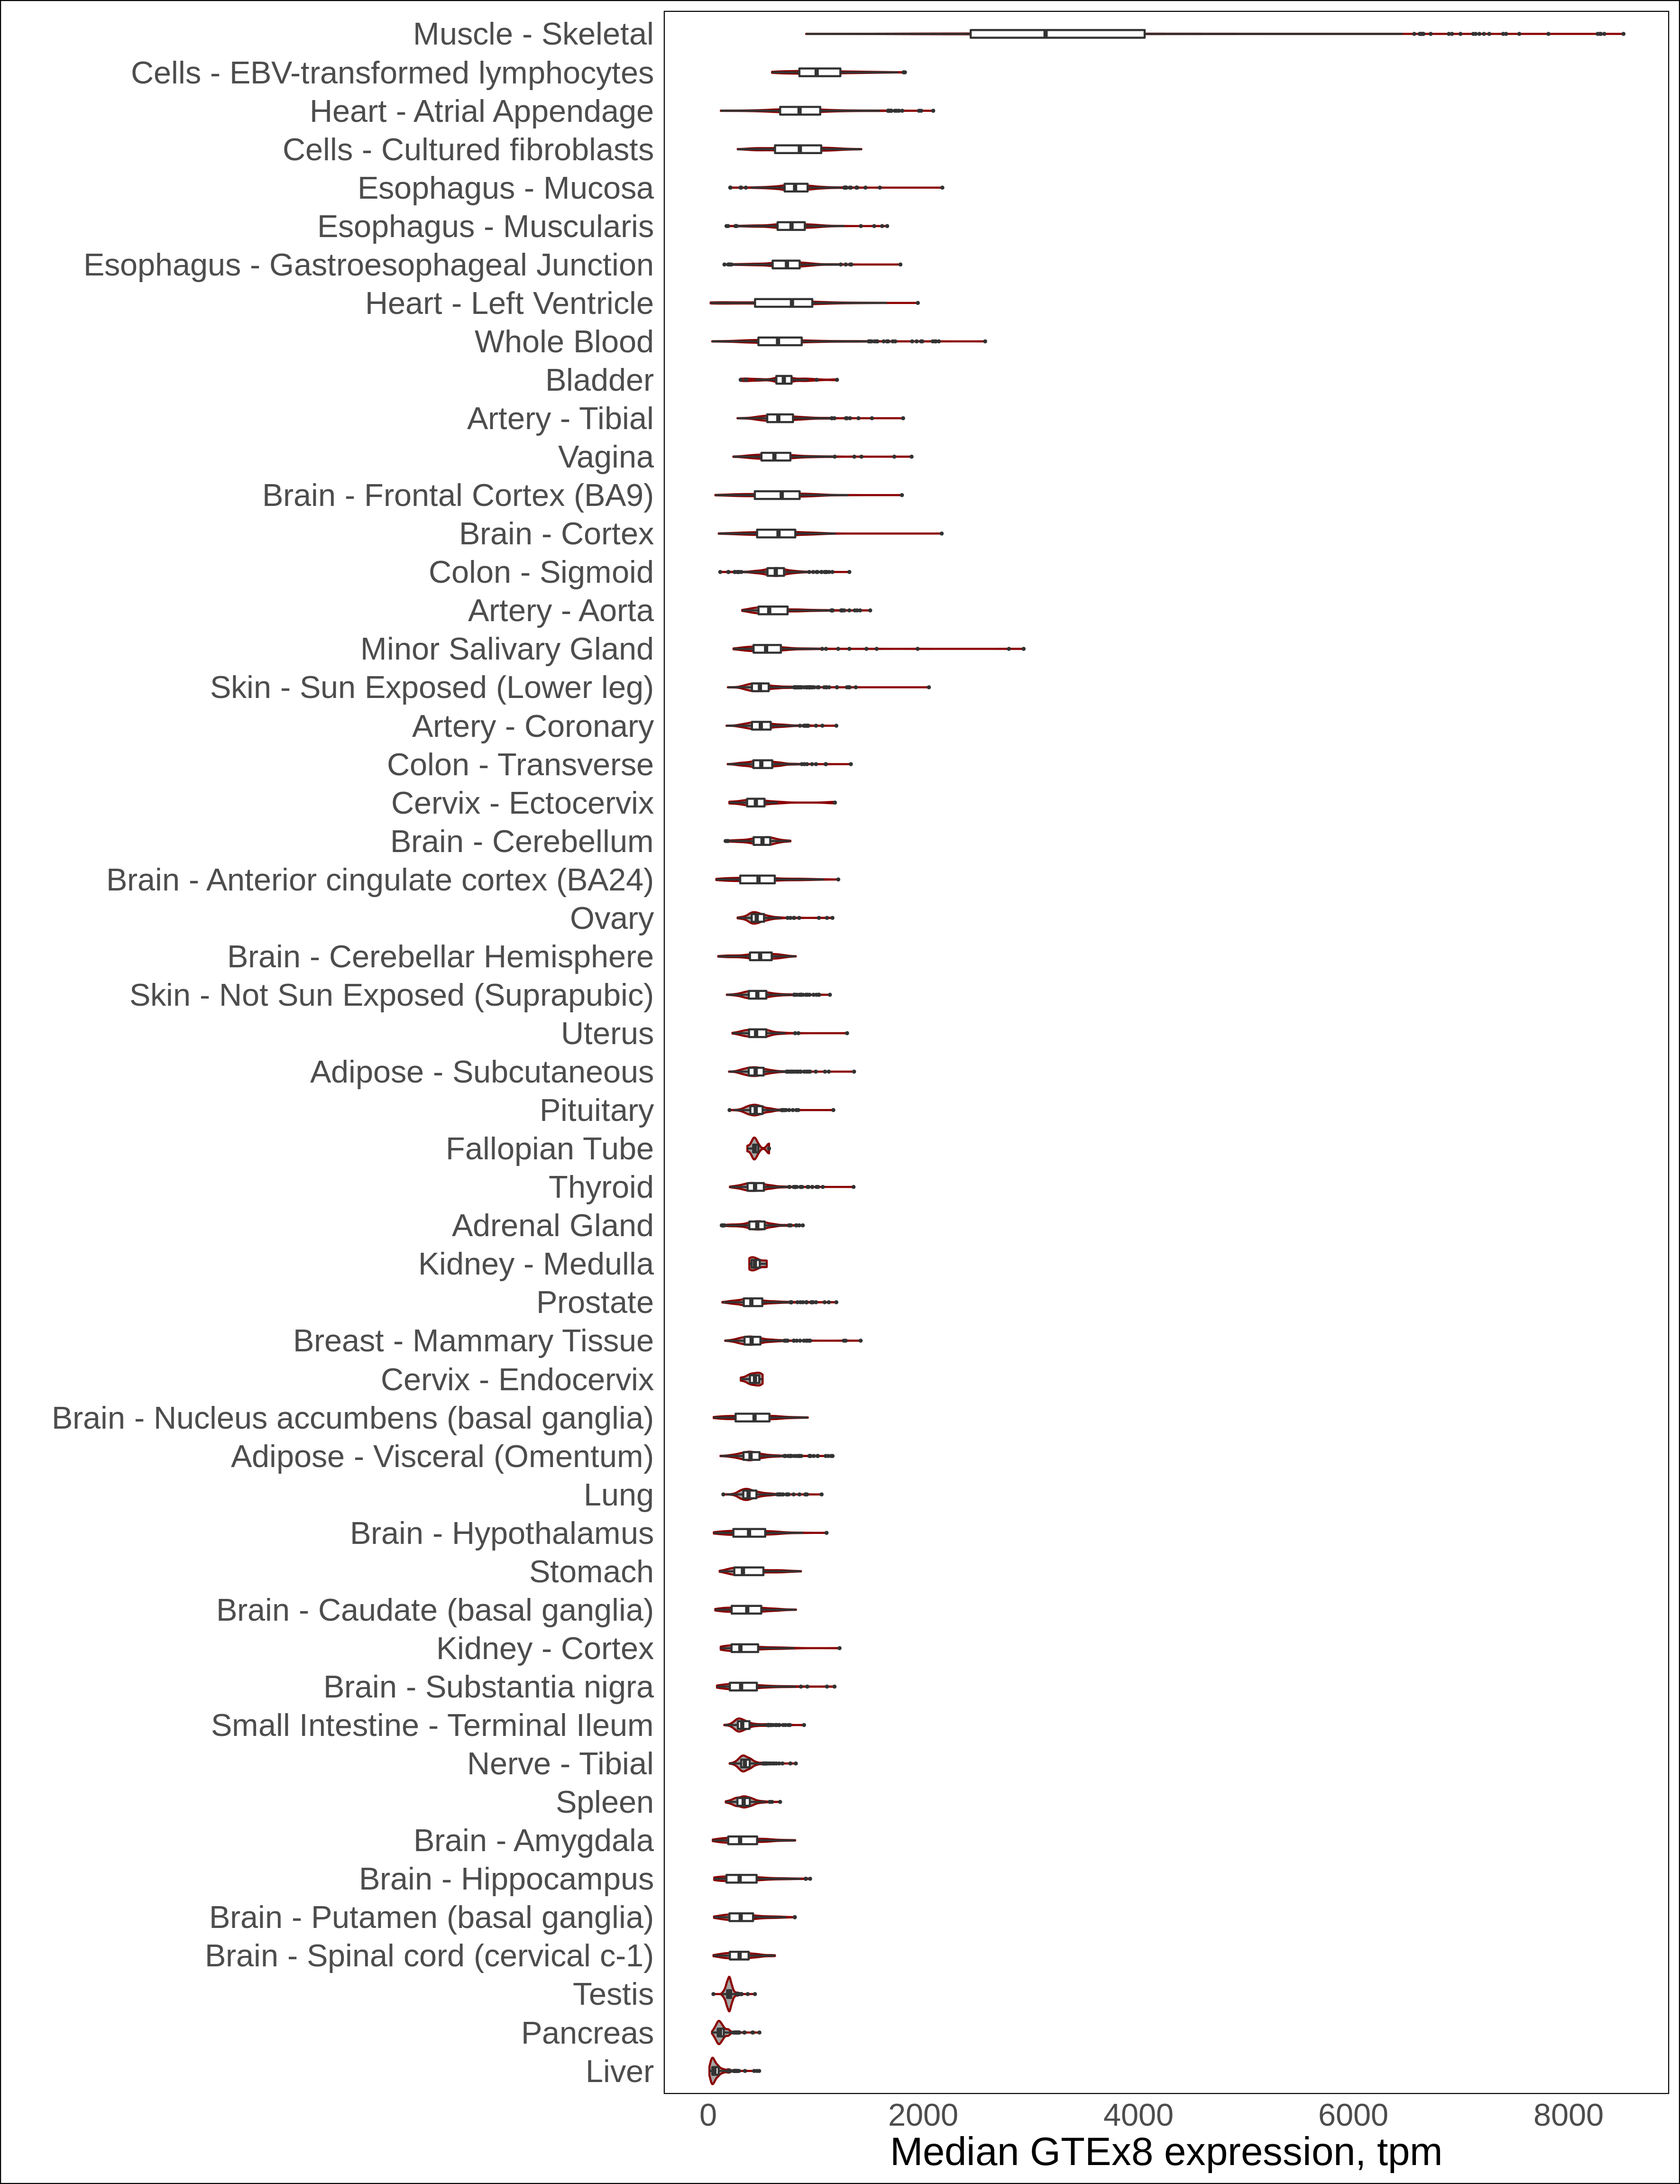 Muscle - Skeletal
Cells - EBV-transformed lymphocytes
Heart - Atrial Appendage
Cells - Cultured fibroblasts
Esophagus - Mucosa
Esophagus - Muscularis
Esophagus - Gastroesophageal Junction
Heart - Left Ventricle
Whole Blood
Bladder
Artery - Tibial
Vagina
Brain - Frontal Cortex (BA9)
Brain - Cortex
Colon - Sigmoid
Artery - Aorta
Minor Salivary Gland
Skin - Sun Exposed (Lower leg)
Artery - Coronary
Colon - Transverse
Cervix - Ectocervix
Brain - Cerebellum
Brain - Anterior cingulate cortex (BA24)
Ovary
Brain - Cerebellar Hemisphere
Skin - Not Sun Exposed (Suprapubic)
Uterus
Adipose - Subcutaneous
Pituitary
Fallopian Tube
Thyroid
Adrenal Gland
Kidney - Medulla
Prostate
Breast - Mammary Tissue
Cervix - Endocervix
Brain - Nucleus accumbens (basal ganglia)
Adipose - Visceral (Omentum)
Lung
Brain - Hypothalamus
Stomach
Brain - Caudate (basal ganglia)
Kidney - Cortex
Brain - Substantia nigra
Small Intestine - Terminal Ileum
Nerve - Tibial
Spleen
Brain - Amygdala
Brain - Hippocampus
Brain - Putamen (basal ganglia)
Brain - Spinal cord (cervical c-1)
Testis
Pancreas
Liver
0 2000 4000 6000 8000
Median GTEx8 expression, tpm